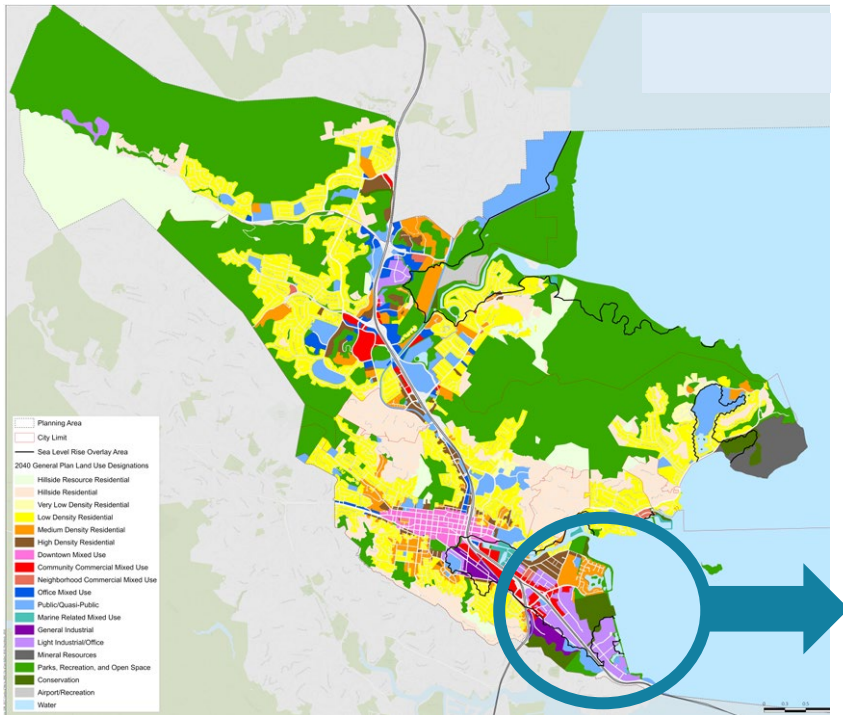 Planning Area
City Limit
Sea Level Rise Overlay Area
2040 General Plan Land Use Designations
Hillside Resource Residential
Hillside Residential
Very Low Density Residential
Low Density Residential
Medium Density Residential
High Density Residential
Downtown Mixed Use
Community Commercial Mixed Use
Neighborhood Commercial Mixed Use
Office Mixed Use
Public/Quasi-Public
Marine Related Mixed Use
General Industrial
Light Industrial/Office
Mineral Resources
Parks, Recreation, and Open Space
Conservation
Airport/Recreation
Water